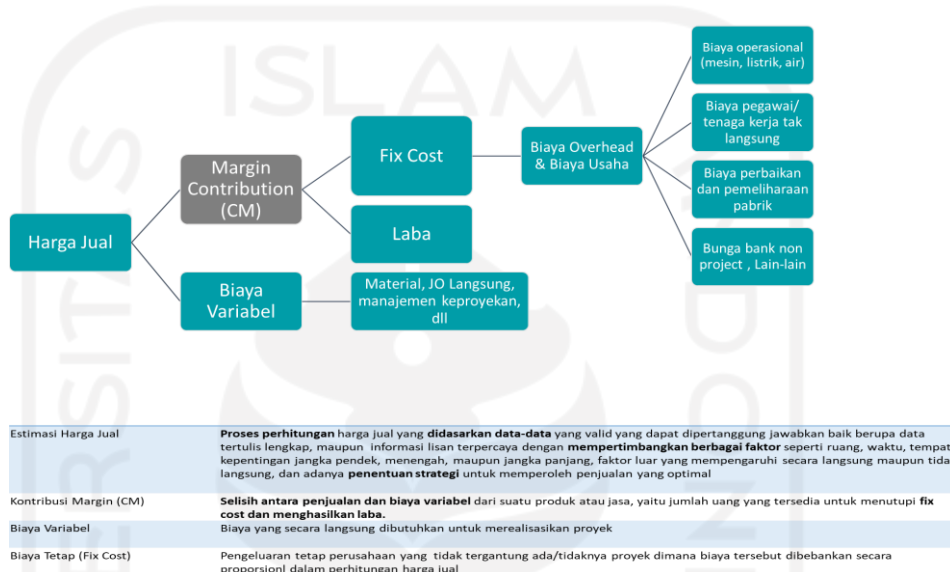 ISLAM
Harga Jual
Margin
Contribution
(CM)
Biaya
Variabel
Fix Cost
Laba
Material, JO Langsung,
manajemen keproyekan,
dll
Biaya Overhead
& Biaya Usaha
Biaya operasional
(mesin, listrik, air)
Biaya pegawai/
tenaga kerja tak
langsung
Biaya perbaikan
dan pemeliharaan
pabrik
Bunga bank non
project , Lain-lain
Estimasi Harga Jual
Proses perhitungan harga jual yang didasarkan data-data yang valid yang dapat dipertanggung jawabkan baik berupa data
tertulis lengkap, maupun informasi lisan terpercaya dengan mempertimbangkan berbagai faktor seperti ruang, waktu, tempat
kepentingan jangka pendek, menengah, maupun jangka panjang, faktor luar yang mempengaruhi secara langsung maupun tida
langsung, dan adanya penentuan strategi untuk memperoleh penjualan yang optimal
Kontribusi Margin (CM)
Selisih antara penjualan dan biaya variabel dari suatu produk atau jasa, yaitu jumlah uang yang tersedia untuk menutupi fix
cost dan menghasilkan laba.
Biaya Variabel
Biaya yang secara langsung dibutuhkan untuk merealisasikan proyek
Biaya Tetap (Fix Cost)
Pengeluaran tetap perusahaan yang tidak tergantung ada/tidaknya proyek dimana biaya tersebut dibebankan secara
proporsionl dalam perhitungan harga jual